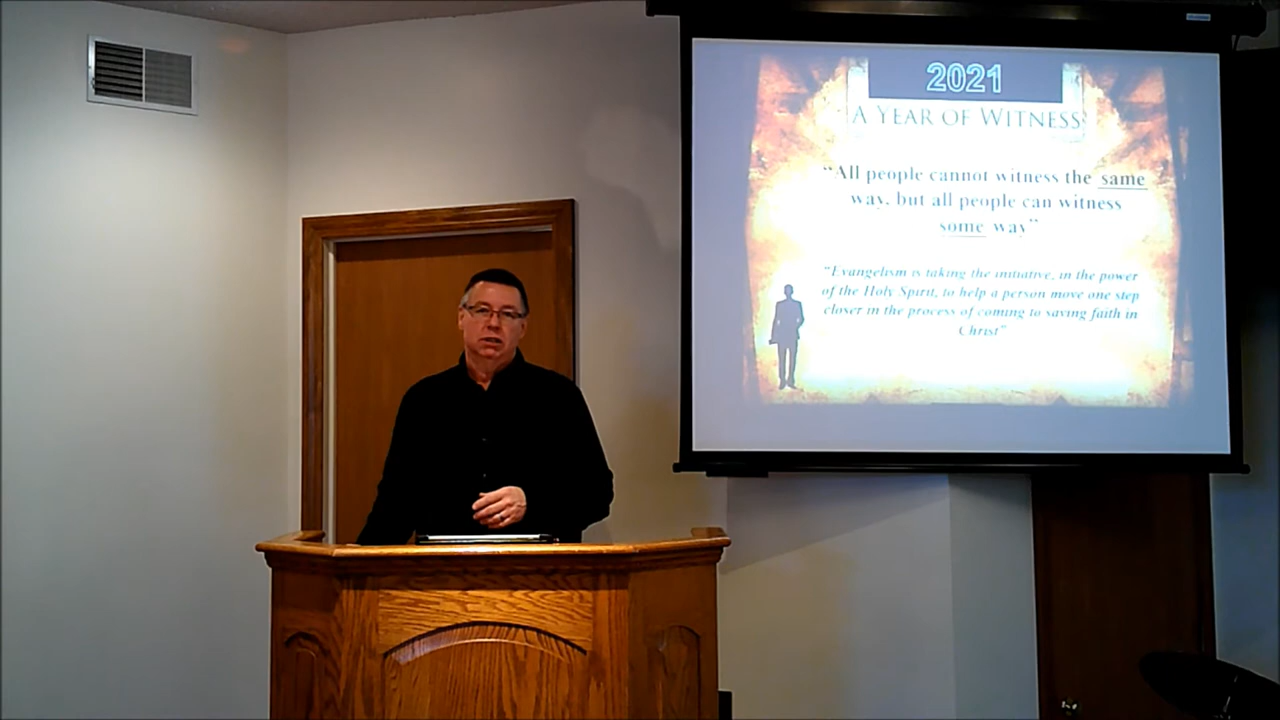 2021
A YEAR OF WITNESS
"All people cannot witness the same
way, but all people can witness
some way"
"Evangelism is taking the initiative, in the power
of the Holy Spirit, to help a person move one step
closer in the process of coming to saving faith in
Christ"